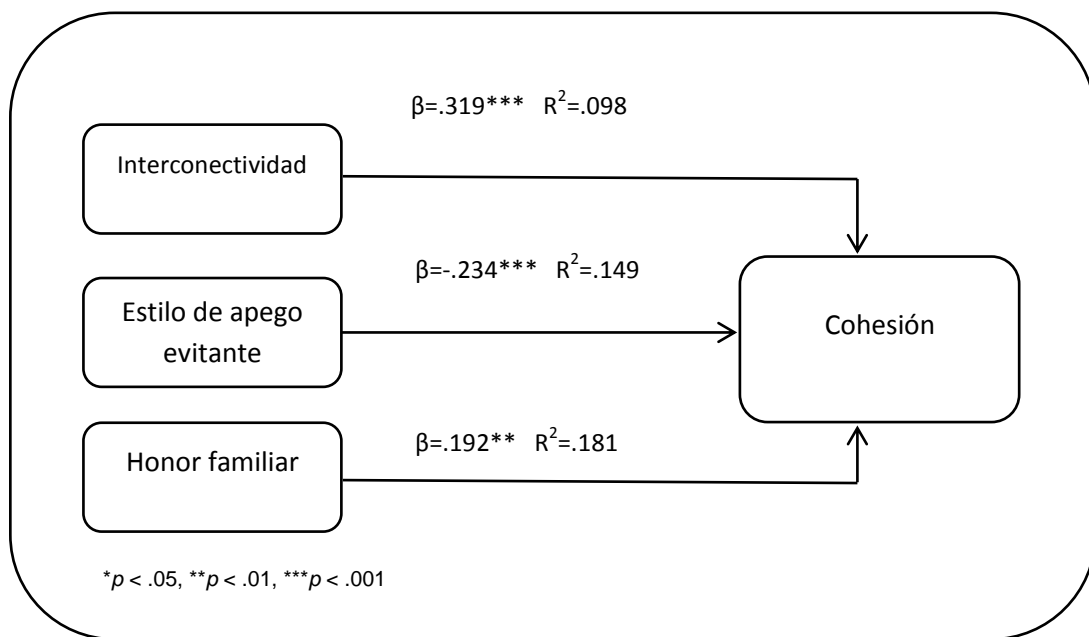 β=.319*** R²=.098
Interconectividad
β=-.234*** R²=.149
Estilo de apego
evitante
Cohesión
β=.192** R²=.181
Honor familiar
*p < .05, **p < .01, ***p < .001